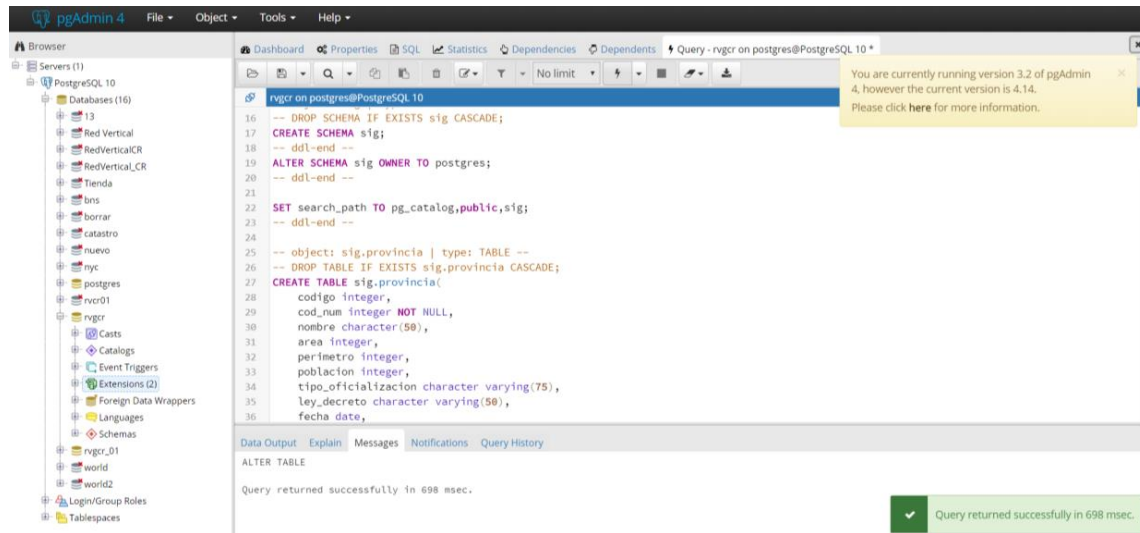 pgAdmin 4 File Object Tools Help
Browser
Servers (1)
PostgreSQL 10
Databases (16)
13
Red Vertical
RedVerticalCR
RedVertical_CR
Tienda
bns
borrar
catastro
nuevo
nyc
postgres
rvcr01
rvgcr
Casts
Catalogs
Event Triggers
Extensions (2)
Foreign Data Wrappers
Languages
Schemas
rvgcr_01
world
world2
Login/Group Roles
Tablespaces
Dashboard Properties SQL Statistics Dependencies Dependents Query - rvgcr on postgres@PostgreSQL 10 *
No limit
rvgcr on postgres@PostgreSQL 10
16 -- DROP SCHEMA IF EXISTS sig CASCADE;
17 CREATE SCHEMA sig;
18 -- ddl-end --
19 ALTER SCHEMA sig OWNER TO postgres;
20 -- ddl-end --
21
22 SET search_path TO pg_catalog,public,sig;
23 -- ddl-end --
24
25 -- object: sig.provincia | type: TABLE --
26 -- DROP TABLE IF EXISTS sig.provincia CASCADE;
27 CREATE TABLE sig.provincia(
28 codigo integer,
29 cod_num integer NOT NULL,
30 nombre character(50),
31 area integer,
32 perimetro integer,
33 poblacion integer,
34 tipo_oficializacion character varying(75),
35 ley_decreto character varying(50),
36 fecha date,
You are currently running version 3.2 of pgAdmin
4, however the current version is 4.14.
Please click here for more information.
Data Output Explain Messages Notifications Query History
ALTER TABLE
Query returned successfully in 698 msec.
Query returned successfully in 698 msec.